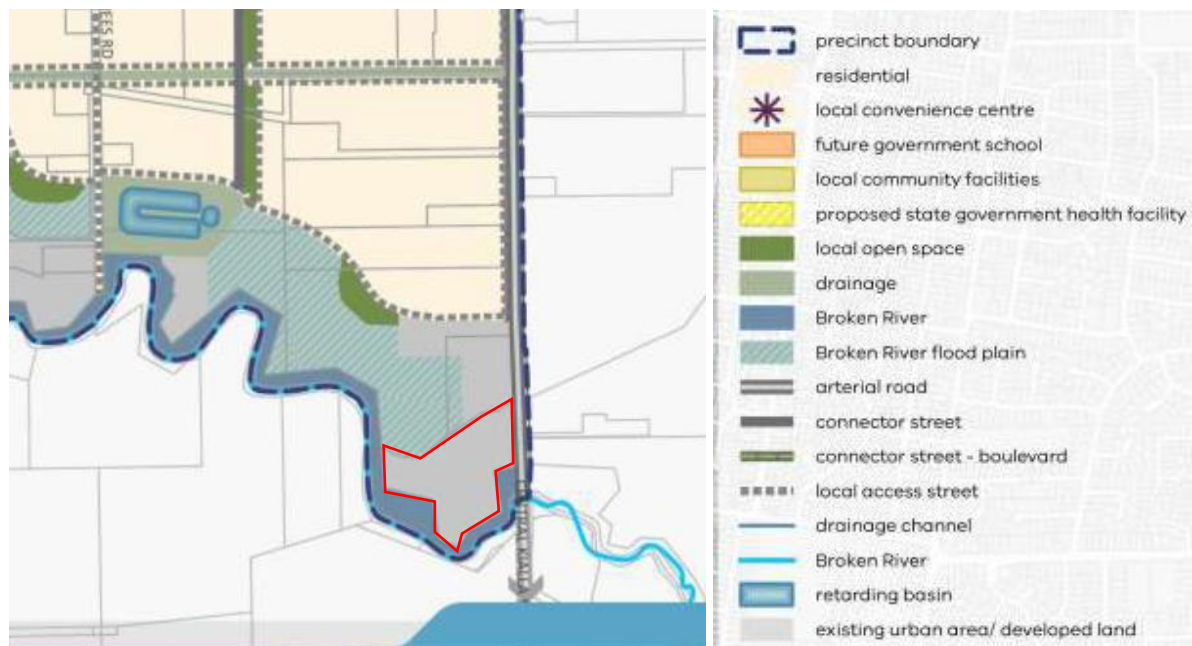 EES RD
precinct boundary
residential
local convenience centre
future government school
local community facilities
proposed state government health facility
local open space
drainage
Broken River
Broken River flood plain
arterial road
connector street
connector street - boulevard
local access street
drainage channel
Broken River
retarding basin
existing urban area/ developed land